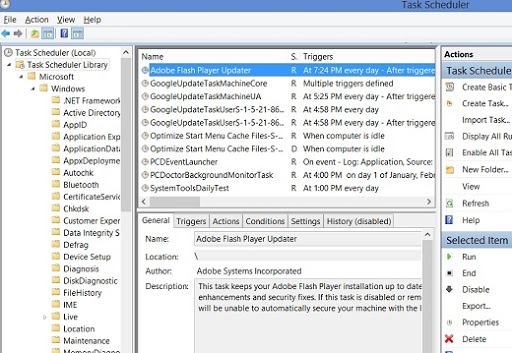 Task Scheduler
File Action View Help
Task Scheduler (Local)
Task Scheduler Library
Microsoft
Windows
.NET Framework
Active Directory
AppID
Application Exp
ApplicationData
AppxDeploymen
Autochk
Bluetooth
CertificateService
Chkdsk
Customer Exper
Data Integrity S
Defrag
Device Setup
Diagnosis
DiskDiagnostic
FileHistory
IME
Live
Location
Maintenance
MemoryDiagno
Name S. Triggers
Adobe Flash Player Updater R At 7:24 PM every day - After triggere
GoogleUpdateTaskMachineCore R Multiple triggers defined
GoogleUpdateTaskMachineUA R At 5:25 PM every day - After triggere
GoogleUpdateTaskUserS-1-5-21-86... R At 4:58 PM every day
GoogleUpdateTaskUserS-1-5-21-86... R At 4:58 PM every day - After triggere
Optimize Start Menu Cache Files-S-... D When computer is idle
Optimize Start Menu Cache Files-S-... D When computer is idle
PCDEventLauncher R On event - Log: Application, Source:
PCDoctorBackgroundMonitorTask R At 4:00 PM on day 1 of January, Feb
SystemToolsDailyTest R At 1:00 PM every day
General Triggers Actions Conditions Settings History (disabled)
Name: Adobe Flash Player Updater
Location: \
Author: Adobe Systems Incorporated
Description: This task keeps your Adobe Flash Player installation up to date
enhancements and security fixes. If this task is disabled or rem
will be unable to automatically secure your machine with the l
Actions
Task Scheduler
Create Basic T
Create Task...
Import Task...
Display All Ru
Enable All Tas
New Folder...
View
Refresh
Help
Selected Item
Run
End
Disable
Export...
Properties
Delete